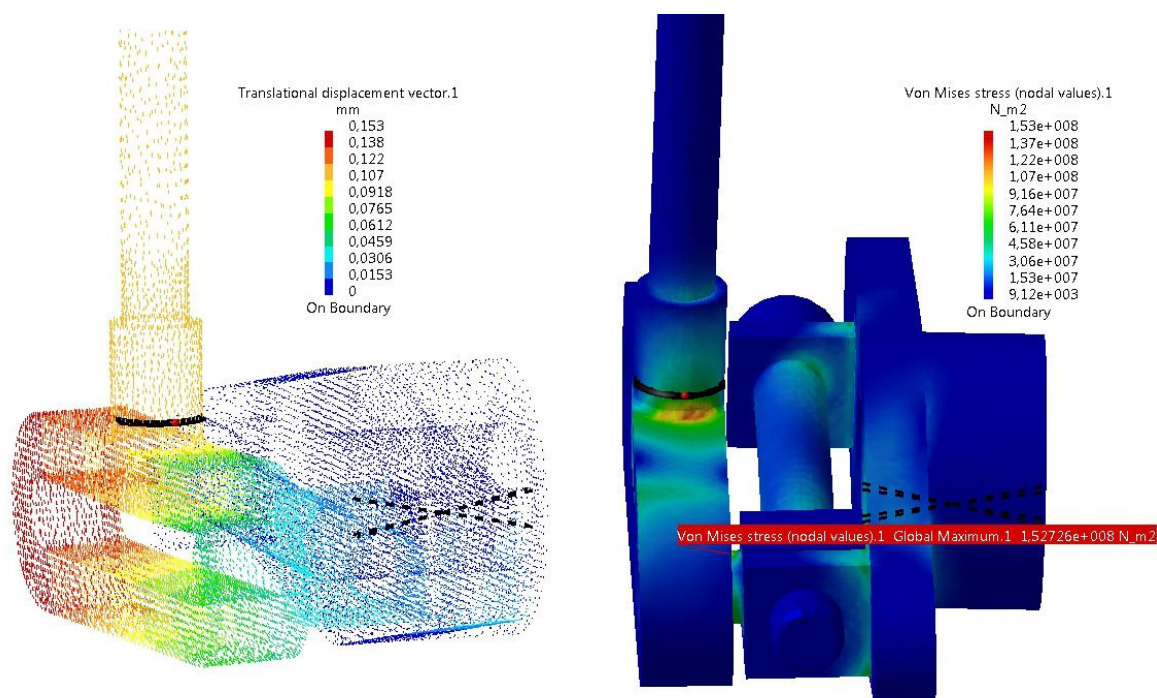 Translational displacement vector.1
mm
0,153
0,138
0,122
0,107
0,0918
0,0765
0,0612
0,0459
0,0306
0,0153
0
On Boundary
Von Mises stress (nodal values).1
N_m2
1,53e+008
1,37e+008
1,22e+008
1,07e+008
9,16e+007
7,64e+007
6,11e+007
4,58e+007
3,06e+007
1,53e+007
9,12e+003
On Boundary
Von Mises stress (nodal values).1 Global Maximum.1 1,52726e+008 N_m2